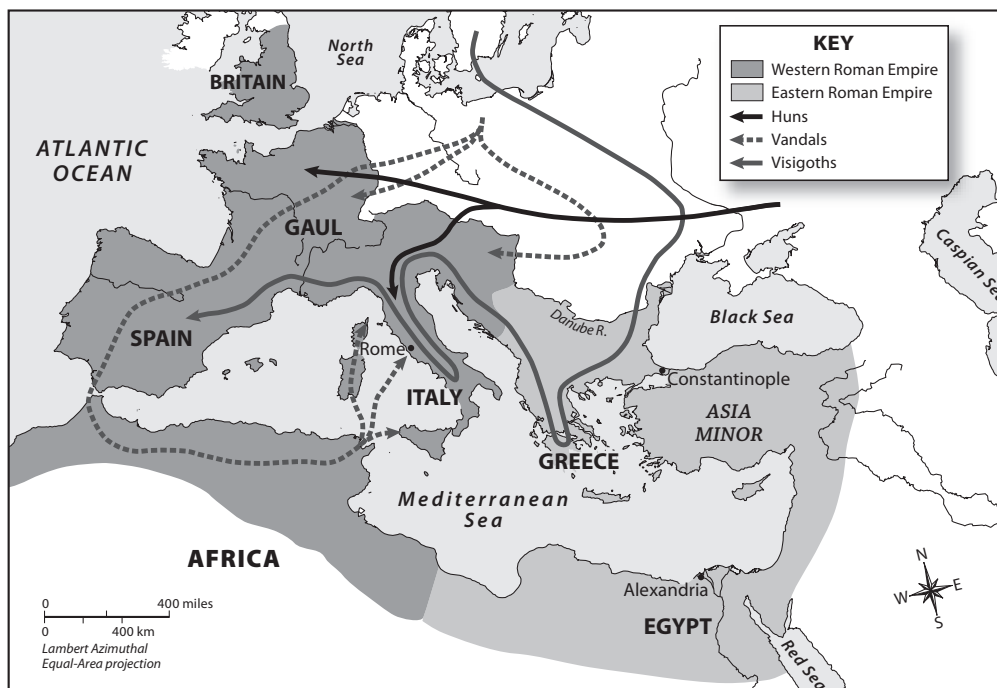 North
Sea
BRITAIN
ATLANTIC
OCEAN
GAUL
SPAIN
Rome
ITALY
Danube R.
GREECE
Black Sea
Constantinople
ASIA
MINOR
Caspian Sea
Mediterranean
Sea
AFRICA
Alexandria
EGYPT
Red Sea
KEY
Western Roman Empire
Eastern Roman Empire
Huns
Vandals
Visigoths
N
W
E
S
0 400 miles
0 400 km
Lambert Azimuthal
Equal-Area projection